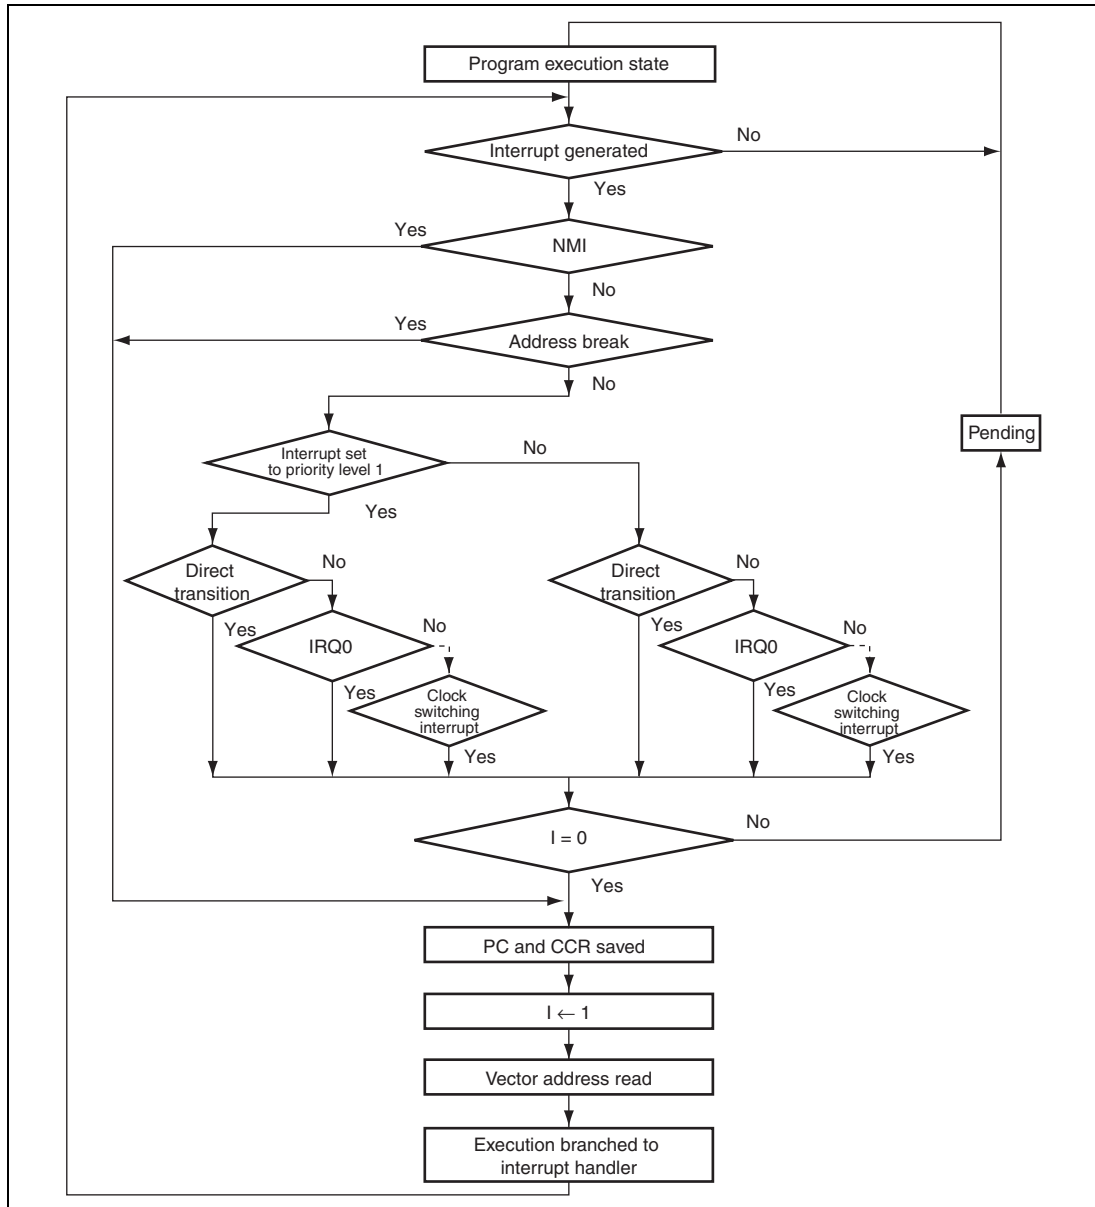 Program execution state
Interrupt generated
No
Yes
NMI
Yes
No
Address break
Yes
No
Pending
Interrupt set
to priority level 1
No
Yes
Direct
transition
No
Yes
IRQ0
No
Yes
Clock
switching
interrupt
Yes
Direct
transition
No
Yes
IRQ0
No
Yes
Clock
switching
interrupt
Yes
I = 0
No
Yes
PC and CCR saved
I ← 1
Vector address read
Execution branched to
interrupt handler